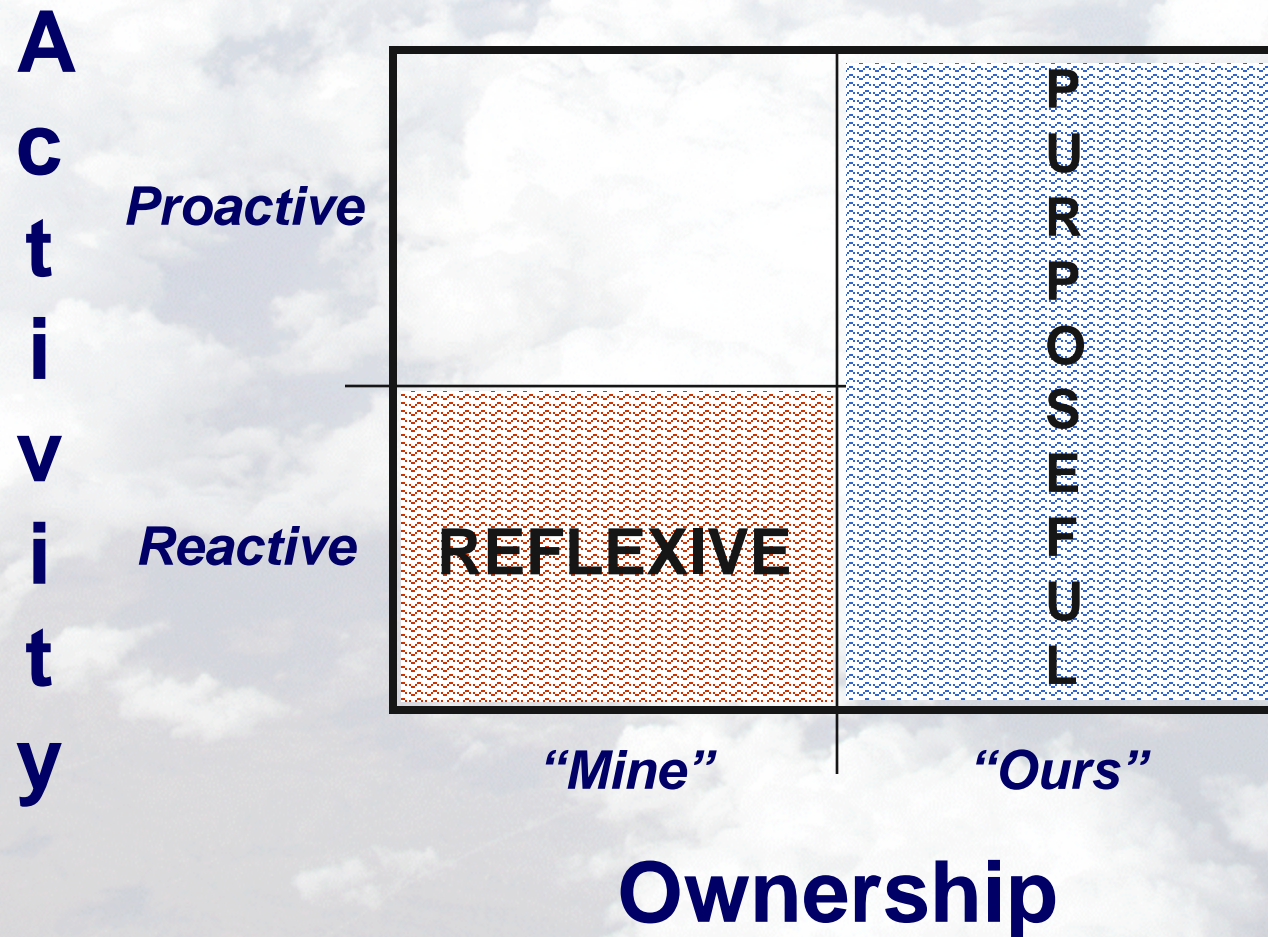 Activity
Proactive
PURPOSEFUL
Reactive
REFLEXIVE
“Mine”
“Ours”
Ownership